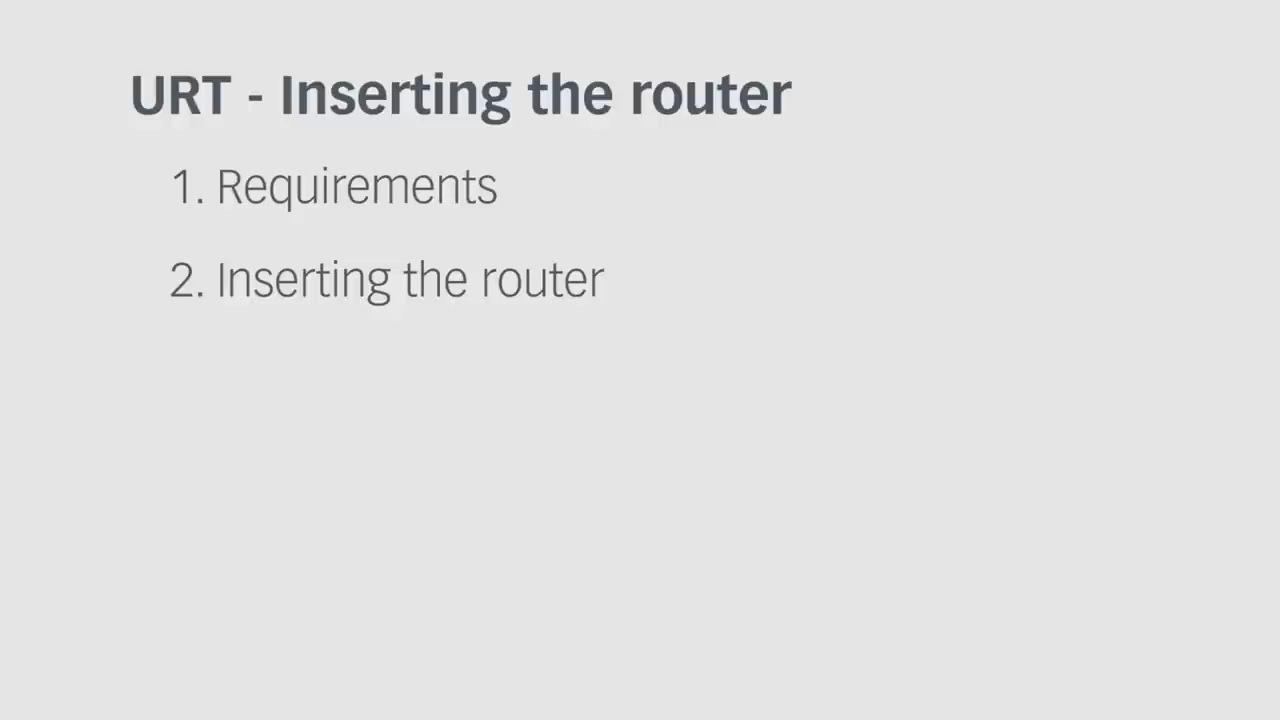 URT - Inserting the router
1. Requirements
2. Inserting the router